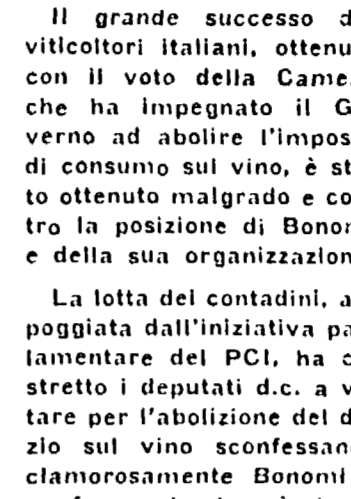 Il grande successo d
viticoltori italiani, ottenu
con il voto della Came
che ha impegnato il G
verno ad abolire l'impos
di consumo sul vino, è st
to ottenuto malgrado e co
tro la posizione di Bonom
e della sua organizzazion
La lotta dei contadini, a
poggiata dall'iniziativa pa
lamentare del PCI, ha c
stretto i deputati d.c. a v
tare per l'abolizione del d
zio sul vino sconfessan
clamorosamente Bonomi